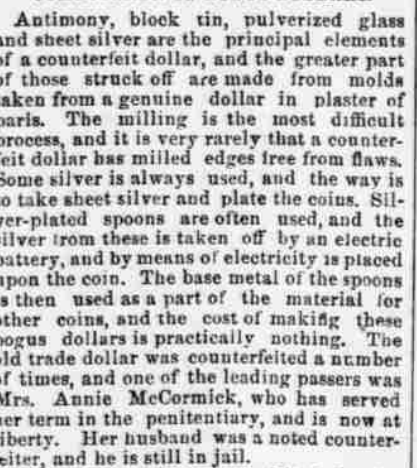 Antimony, block tin, pulverized glass
and sheet silver are the principal elements
of a counterfeit dollar, and the greater part
of those struck off are made from molds
taken from a genuine dollar in plaster of
paris. The milling is the most difficult
process, and it is very rarely that a counter-
feit dollar has milled edges free from flaws.
Some silver is always used, and the way is
to take sheet silver and plate the coins. Sil-
ver-plated spoons are often used, and the
silver from these is taken off by an electric
battery, and by means of electricity is placed
upon the coin. The base metal of the spoons
is then used as a part of the material for
other coins, and the cost of making these
bogus dollars is practically nothing. The
old trade dollar was counterfeited a number
of times, and one of the leading passers was
Mrs. Annie McCormick, who has served
her term in the penitentiary, and is now at
liberty. Her husband was a noted counter-
feiter, and he is still in jail.